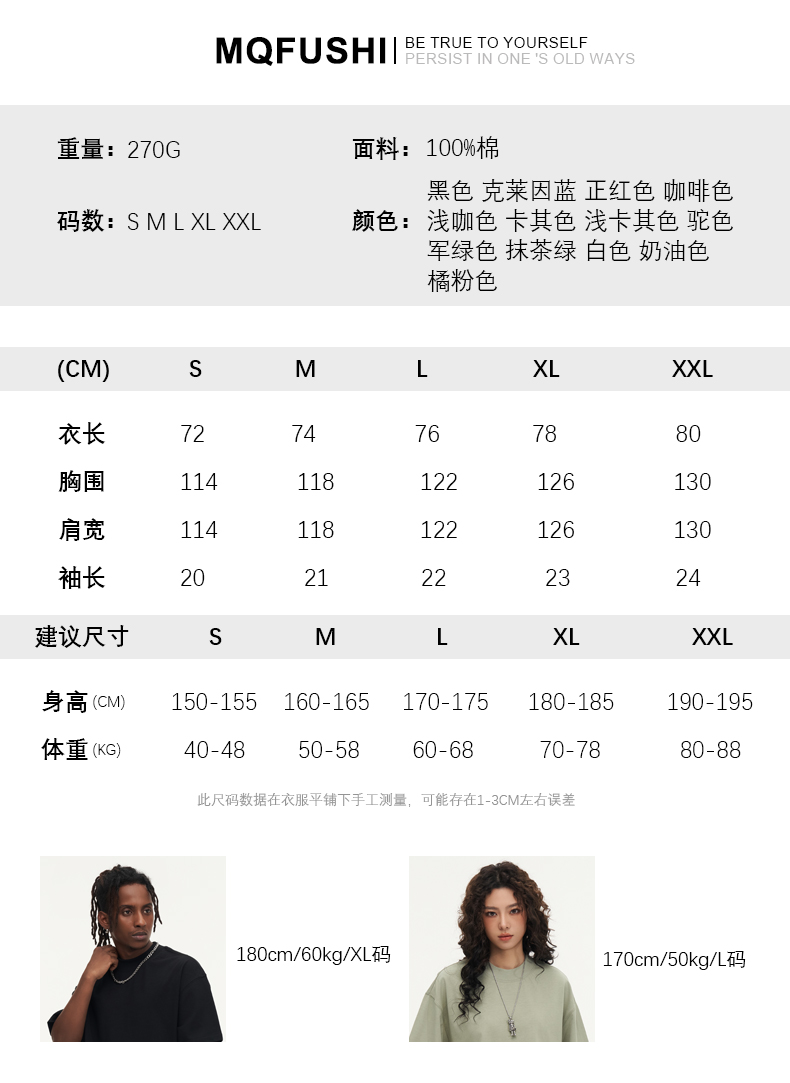 MQFUSHI
BE TRUE TO YOURSELF
PERSIST IN ONE 'S OLD WAYS
重量： 270G
面料： 100%棉
码数： S M L XL XXL
颜色： 黑色 克莱因蓝 正红色 咖啡色
浅咖色 卡其色 浅卡其色 驼色
军绿色 抹茶绿 白色 奶油色
橘粉色
(CM) S M L XL XXL
衣长 72 74 76 78 80
胸围 114 118 122 126 130
肩宽 114 118 122 126 130
袖长 20 21 22 23 24
建议尺寸 S M L XL XXL
身高 (CM) 150-155 160-165 170-175 180-185 190-195
体重 (KG) 40-48 50-58 60-68 70-78 80-88
此尺码数据在衣服平铺下手工测量，可能存在1-3CM左右误差
180cm/60kg/XL码
170cm/50kg/L码